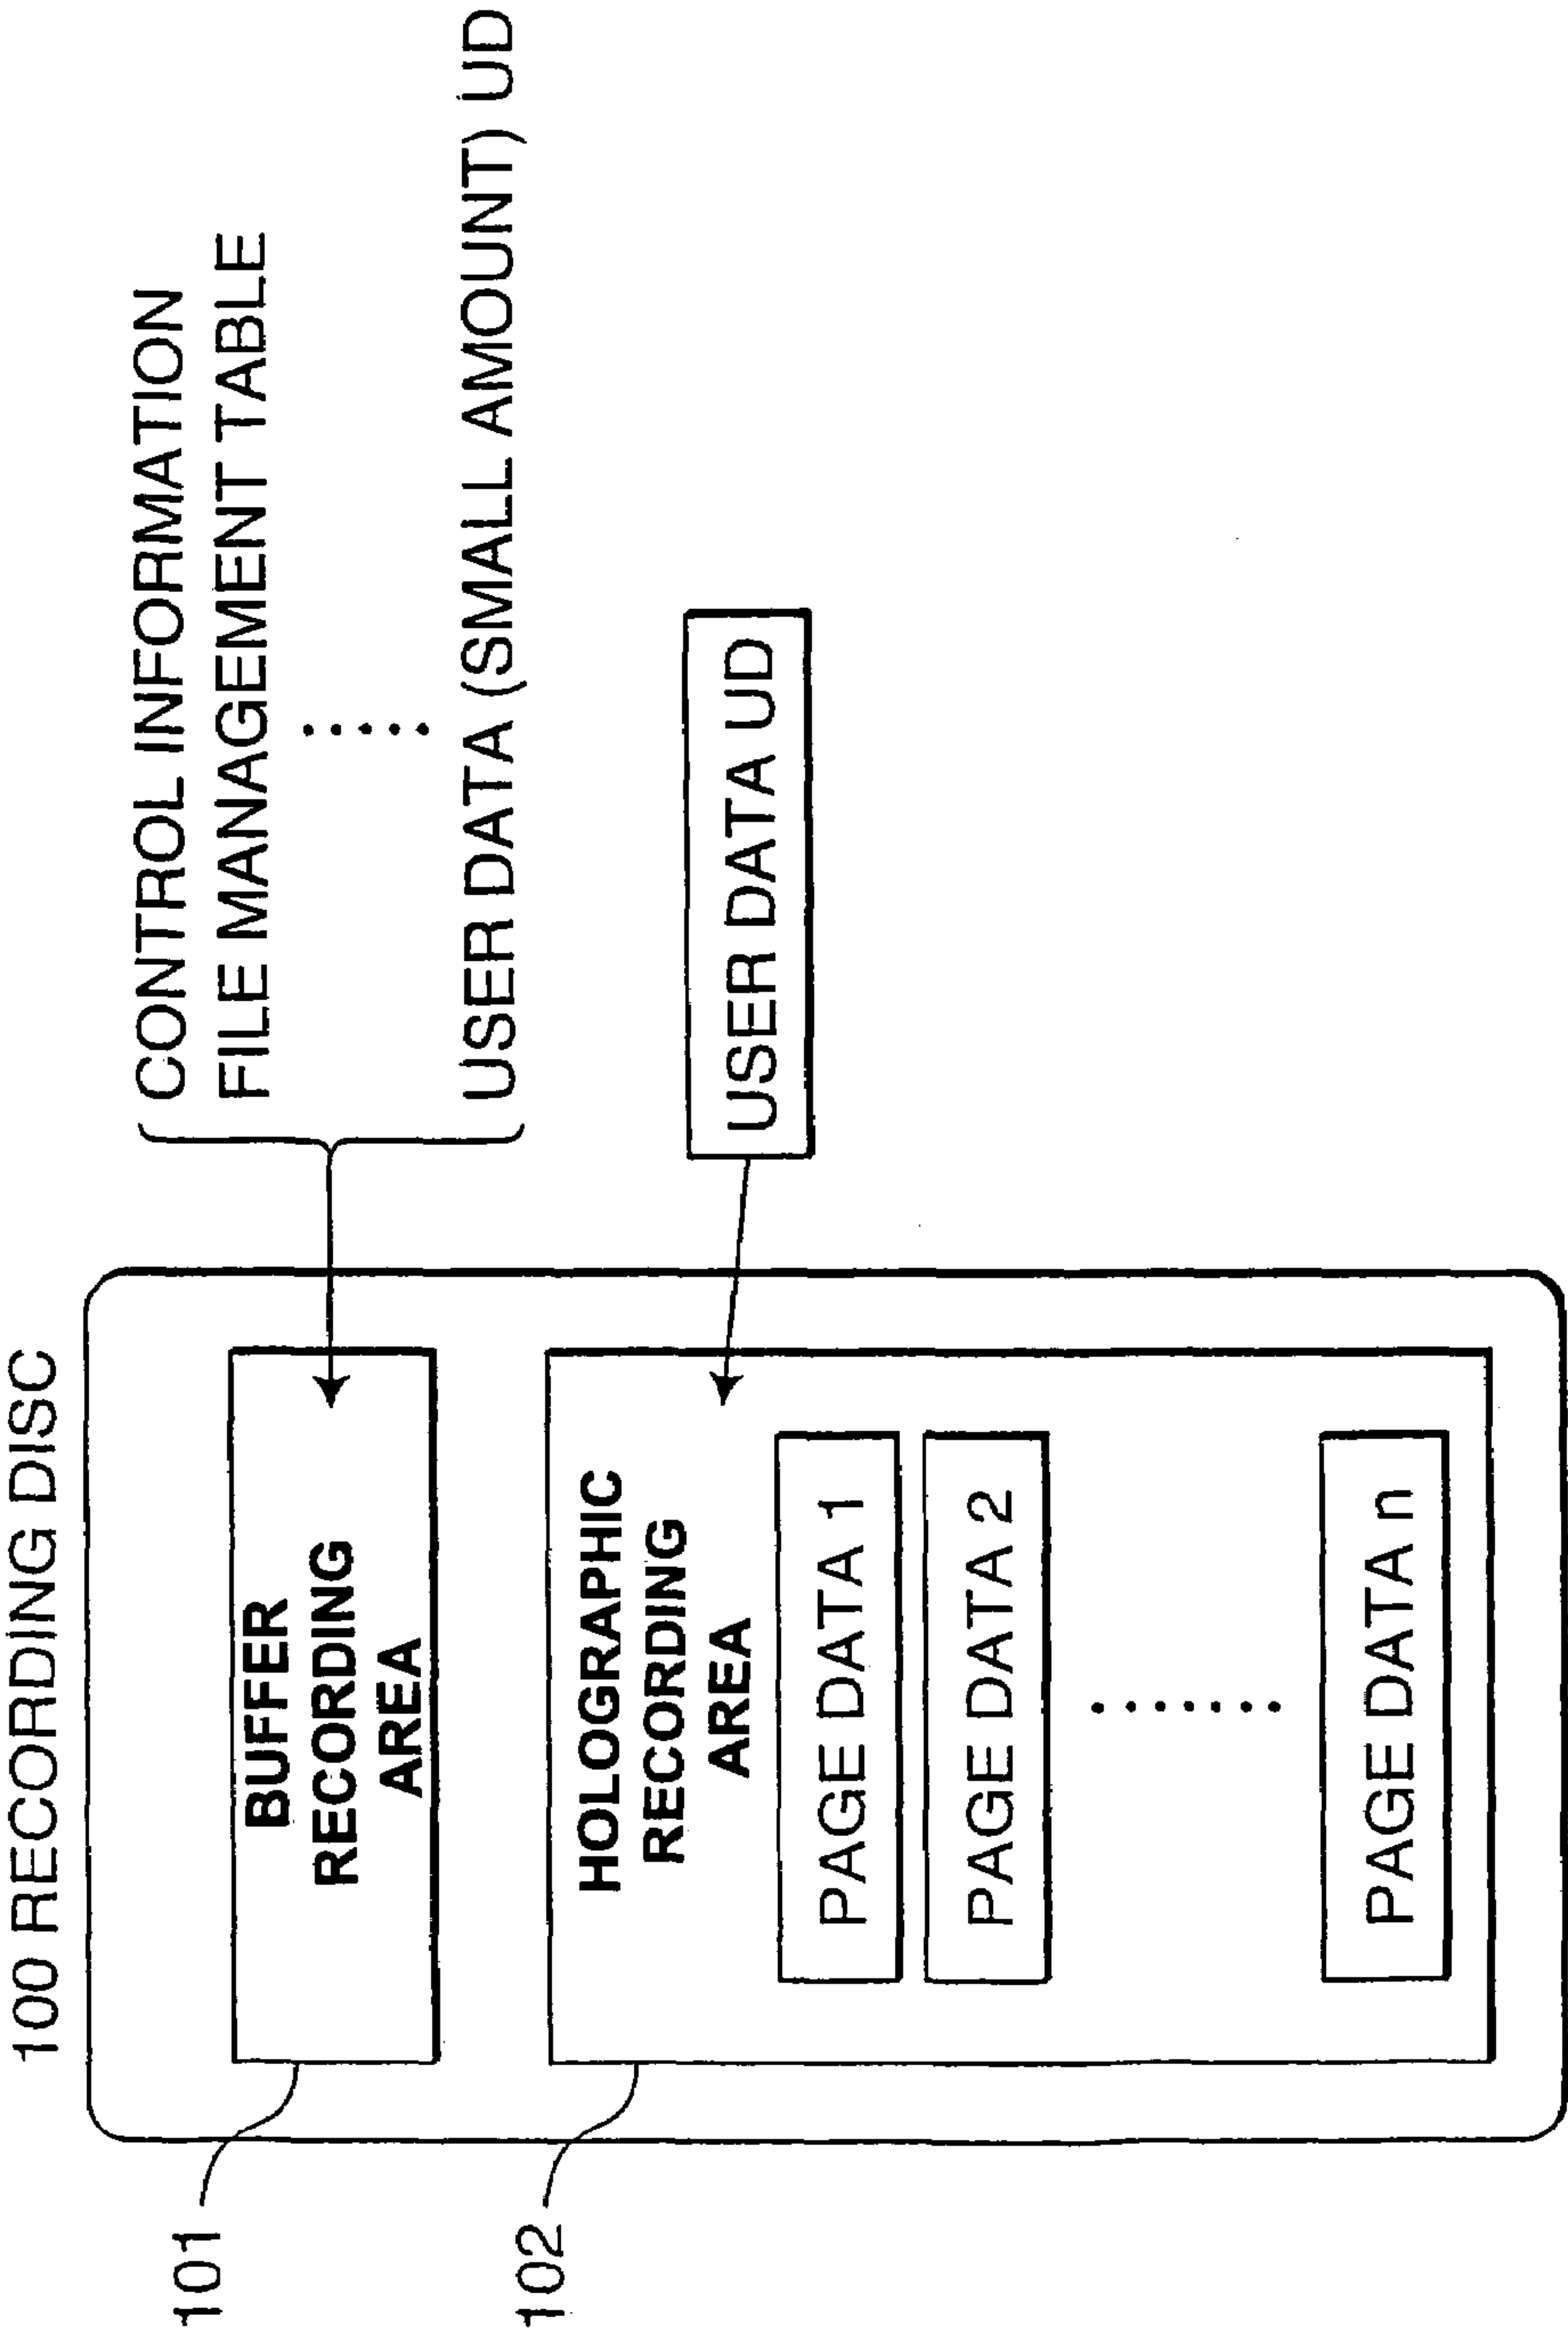 100 RECORDING DISC
101
BUFFER
RECORDING
AREA
CONTROL INFORMATION
FILE MANAGEMENT TABLE
USER DATA (SMALL AMOUNT) UD
102
HOLOGRAPHIC
RECORDING
AREA
USER DATA UD
PAGE DATA 1
PAGE DATA 2
PAGE DATA n